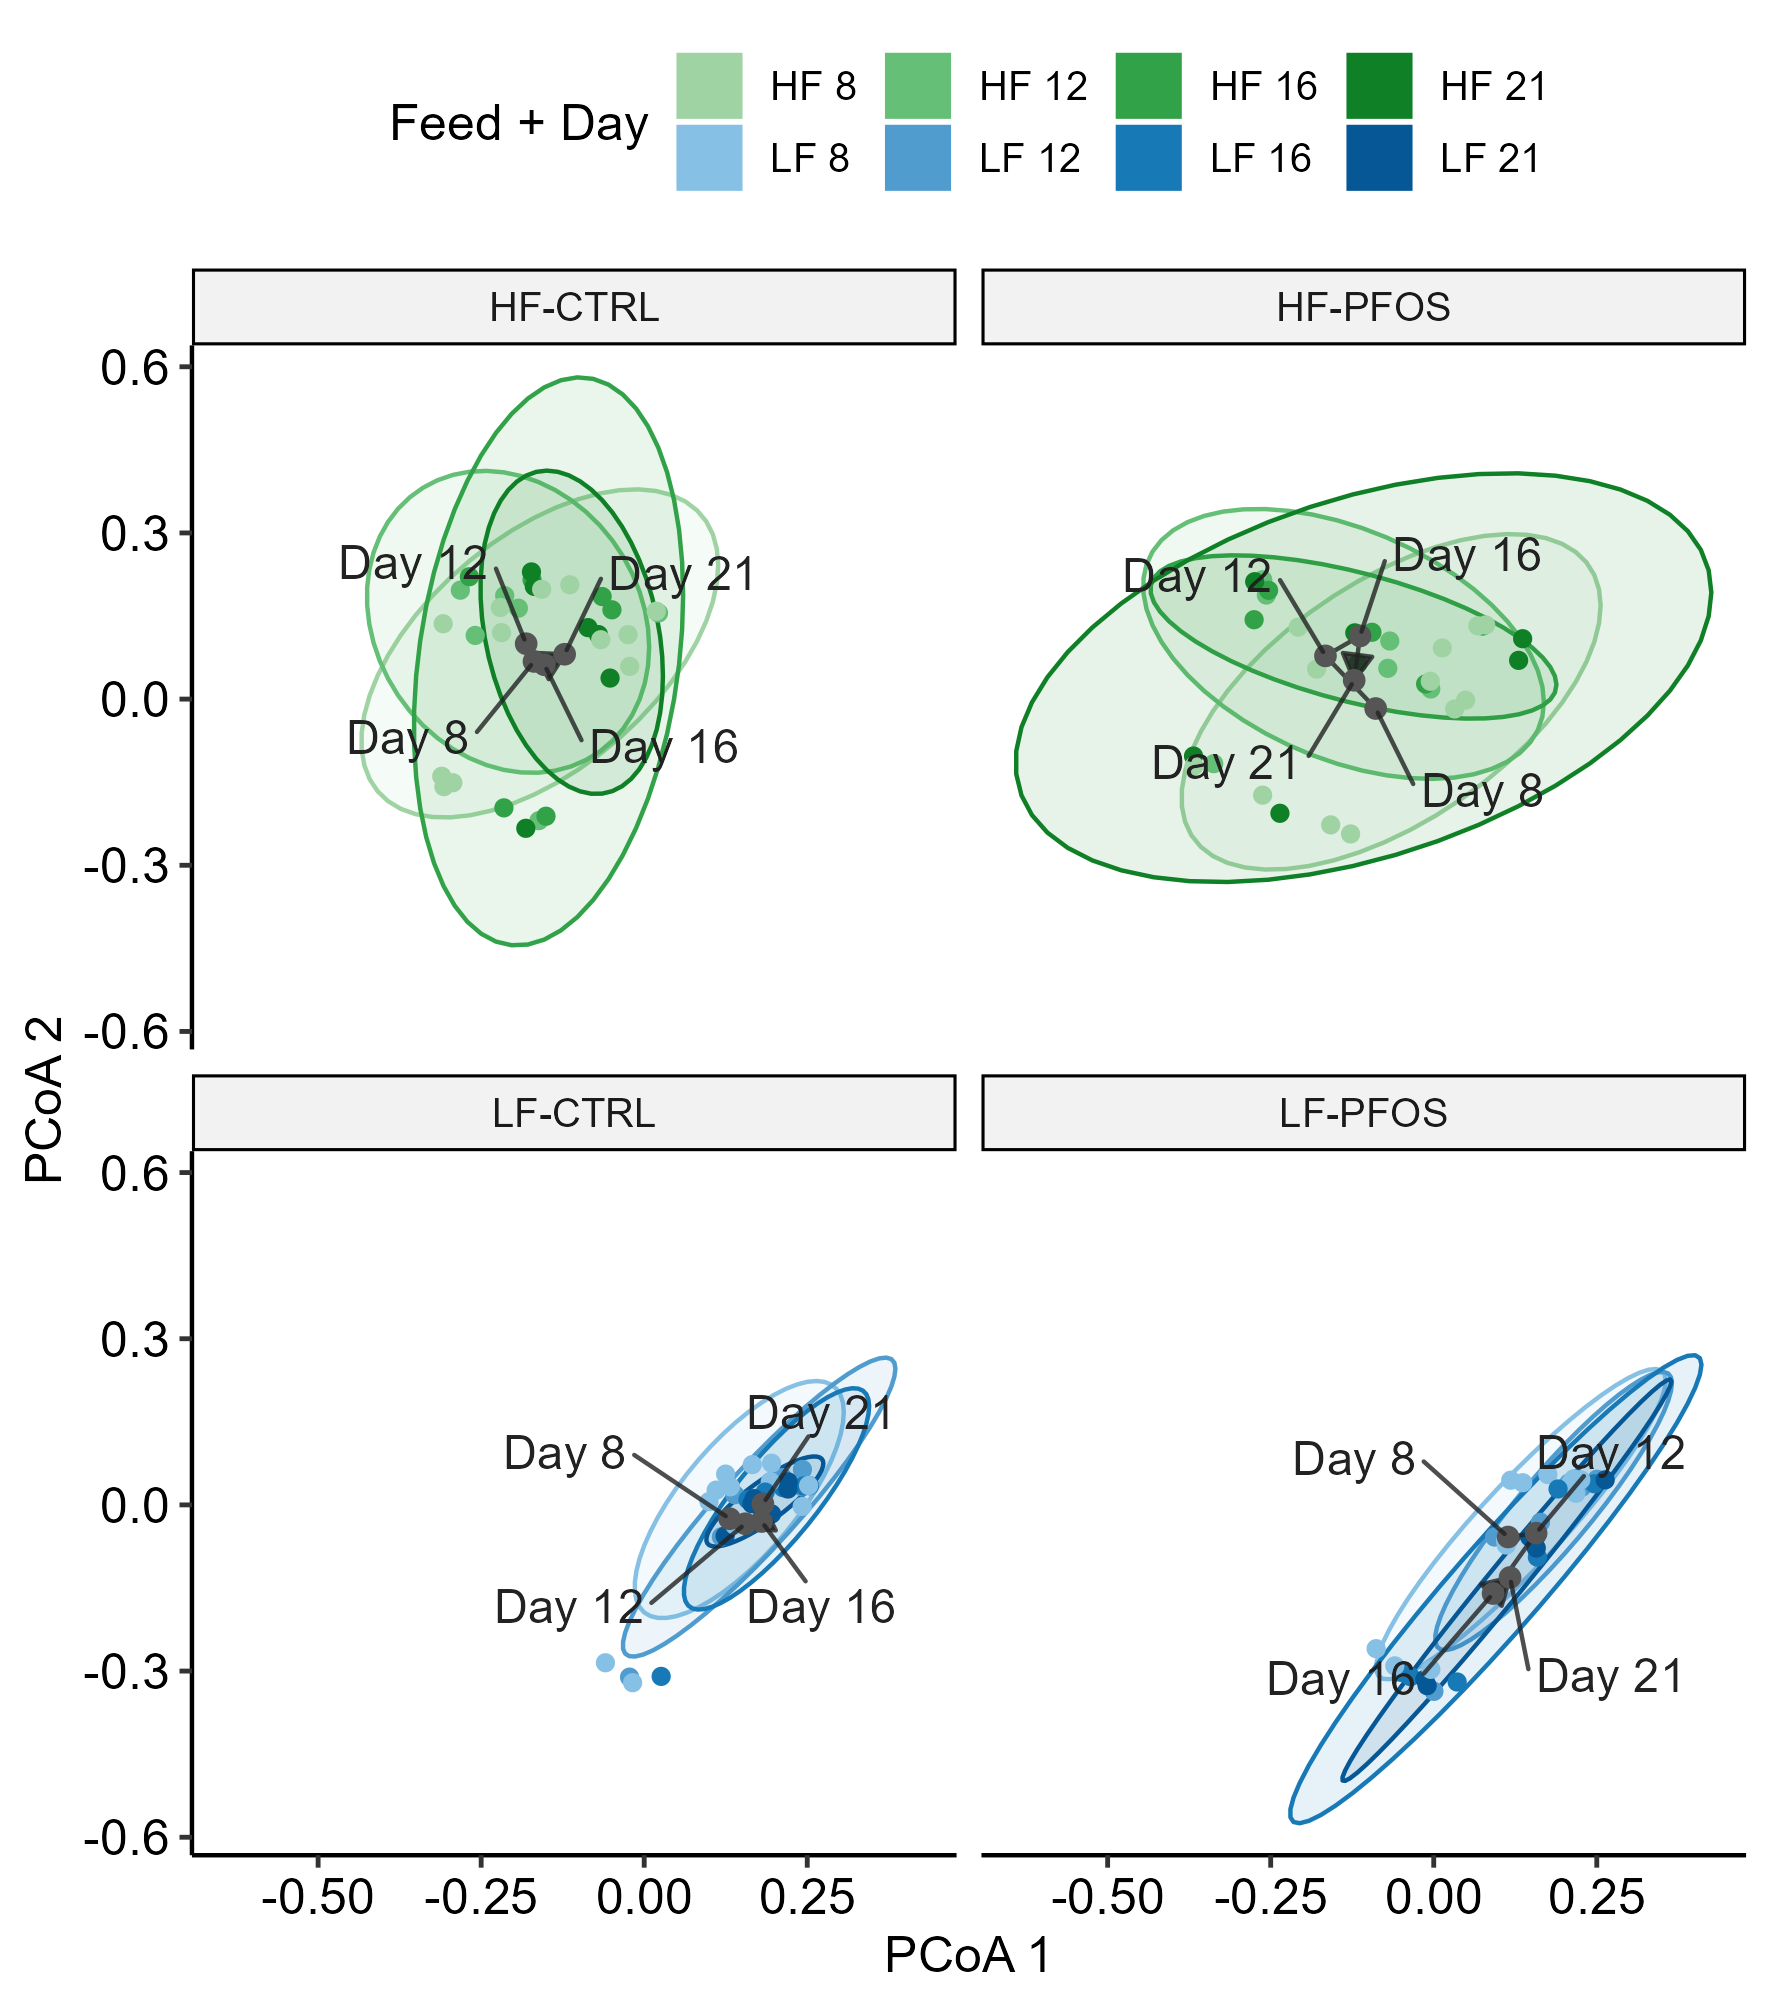 Feed + Day
HF 8 HF 12 HF 16 HF 21
LF 8 LF 12 LF 16 LF 21
HF-CTRL HF-PFOS
0.6
0.3
0.0
-0.3
-0.6
Day 12
Day 21
Day 8
Day 16
Day 16
Day 12
Day 21
Day 8
PCoA 2
LF-CTRL LF-PFOS
0.6
0.3
0.0
-0.3
-0.6
Day 21
Day 8
Day 12
Day 16
Day 12
Day 8
Day 16
Day 21
-0.50 -0.25 0.00 0.25 -0.50 -0.25 0.00 0.25
PCoA 1